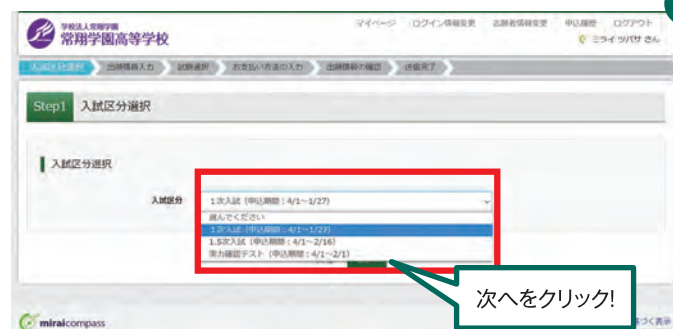 学校法人常翔学園
常翔学園高等学校
マイページ ログイン情報変更 志願者情報変更 申込履歴 ログアウト
ミライ ツバサ さん
入試区分選択 出願情報入力 試験選択 お支払い方法の入力 出願情報の確認 送信完了
Step1 入試区分選択
入試区分選択
入試区分 1次入試（申込期間：4/1～1/27）
選んでください
1次入試（申込期間：4/1～1/27）
1.5次入試（申込期間：4/1～2/16）
実力確認テスト（申込期間：4/1～2/1）
次へをクリック!
miraicompass
づく表示